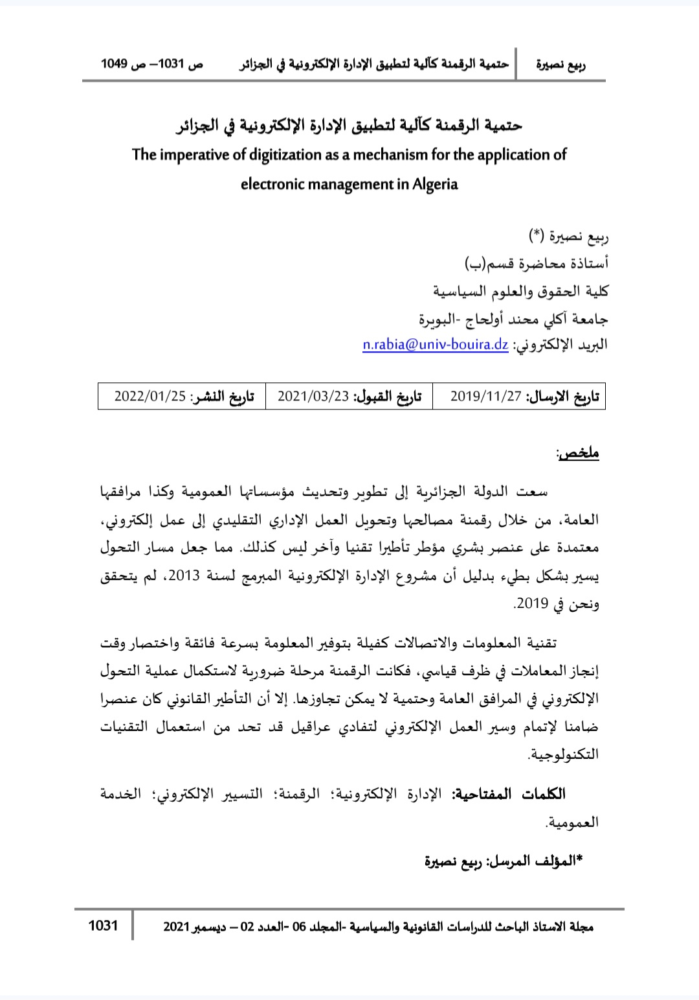 ربيع نصيرة حتمية الرقمنة كآلية لتطبيق الإدارة الإلكترونية في الجزائر ص 1031– ص 1049
حتمية الرقمنة كآلية لتطبيق الإدارة الإلكترونية في الجزائر
The imperative of digitization as a mechanism for the application of
electronic management in Algeria
ربيع نصيرة (*)
أستاذة محاضرة قسم(ب)
كلية الحقوق والعلوم السياسية
جامعة آكلي محند أولحاج -البويرة
البريد الإلكتروني: n.rabia@univ-bouira.dz
تاريخ الارسال: 2019/11/27 تاريخ القبول: 2021/03/23 تاريخ النشر: 2022/01/25
ملخص:
سعت الدولة الجزائرية إلى تطوير وتحديث مؤسساتها العمومية وكذا مرافقها
العامة، من خلال رقمنة مصالحها وتحويل العمل الإداري التقليدي إلى عمل إلكتروني،
معتمدة على عنصر بشري مؤطر تأطيرا تقنيا وآخر ليس كذلك. مما جعل مسار التحول
يسير بشكل بطيء بدليل أن مشروع الإدارة الإلكترونية المبرمج لسنة 2013، لم يتحقق
ونحن في 2019.
تقنية المعلومات والاتصالات كفيلة بتوفير المعلومة بسرعة فائقة واختصار وقت
إنجاز المعاملات في ظرف قياسي، فكانت الرقمنة مرحلة ضرورية لاستكمال عملية التحول
الإلكتروني في المرافق العامة وحتمية لا يمكن تجاوزها. إلا أن التأطير القانوني كان عنصرا
ضامنا لإتمام وسير العمل الإلكتروني لتفادي عراقيل قد تحد من استعمال التقنيات
التكنولوجية.
الكلمات المفتاحية: الإدارة الإلكترونية؛ الرقمنة؛ التسيير الإلكتروني؛ الخدمة
العمومية.
*المؤلف المرسل: ربيع نصيرة
مجلة الاستاذ الباحث للدراسات القانونية والسياسية -المجلد 06 -العدد 02 – ديسمبر 2021 1031